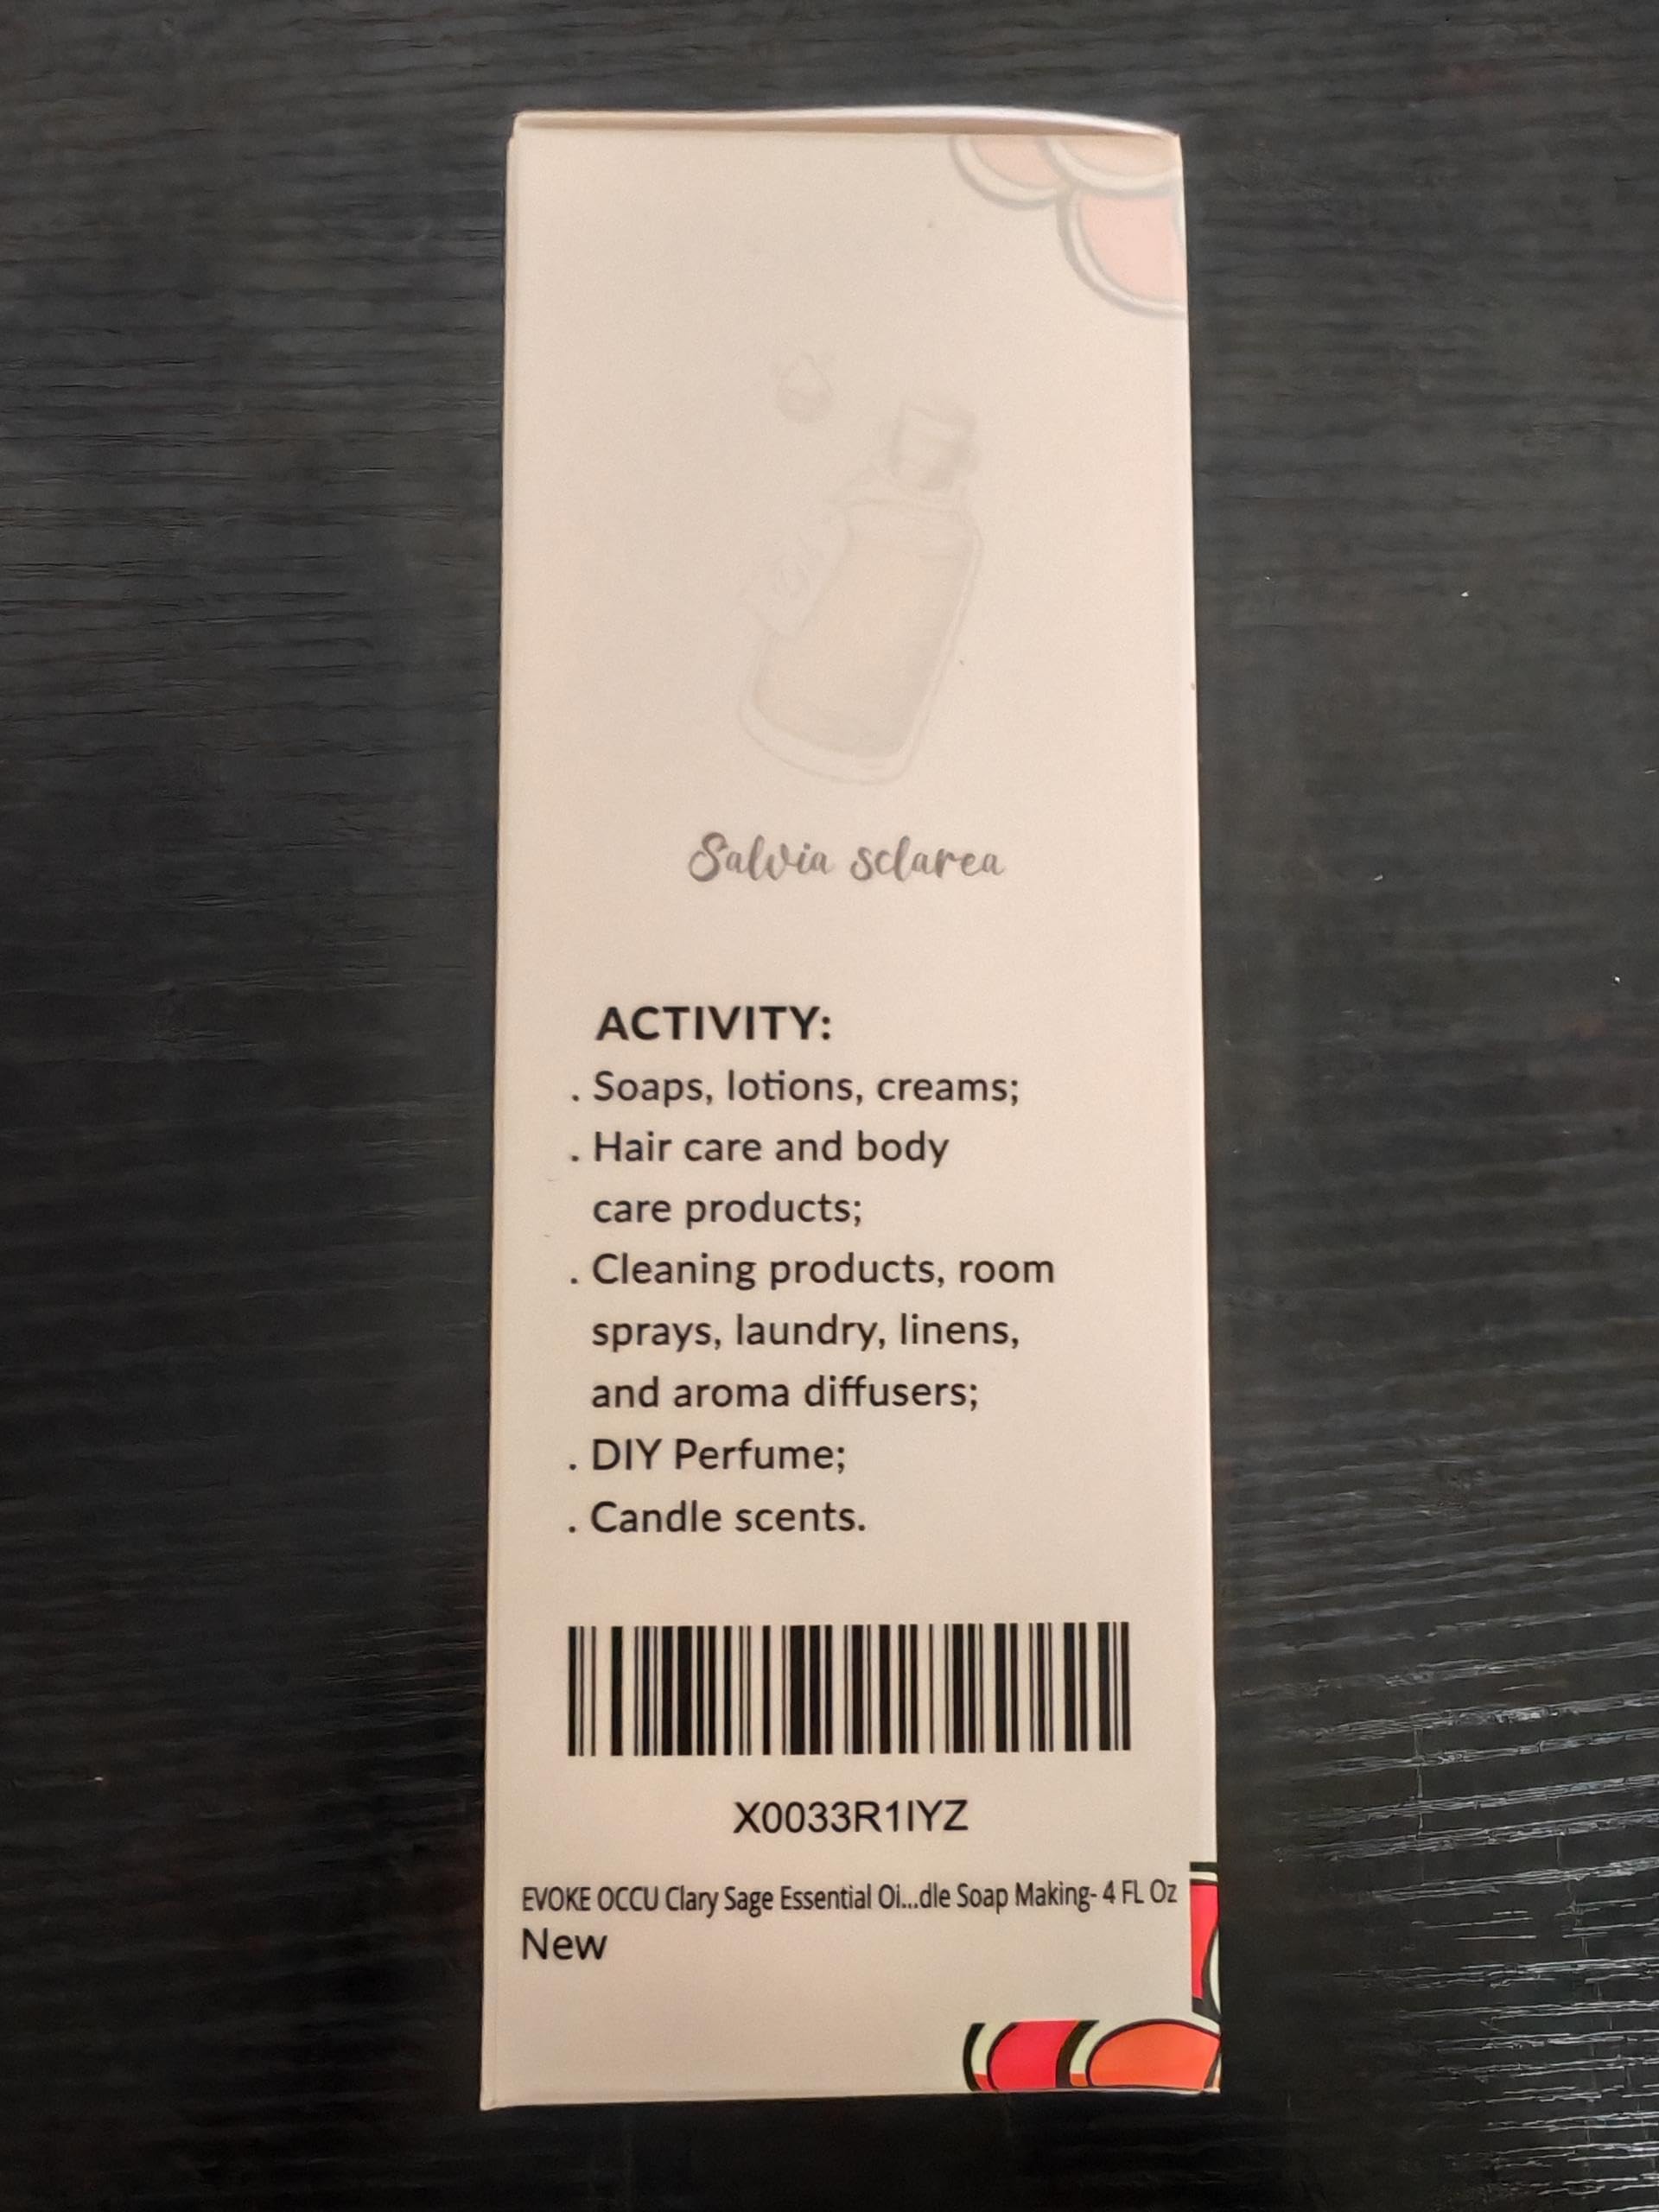 Salvia sclarea
ACTIVITY:
. Soaps, lotions, creams;
. Hair care and body
care products;
. Cleaning products, room
sprays, laundry, linens,
and aroma diffusers;
. DIY Perfume;
. Candle scents.
X0033R1IYZ
EVOKE OCCU Clary Sage Essential Oi...dle Soap Making- 4 FL Oz
New